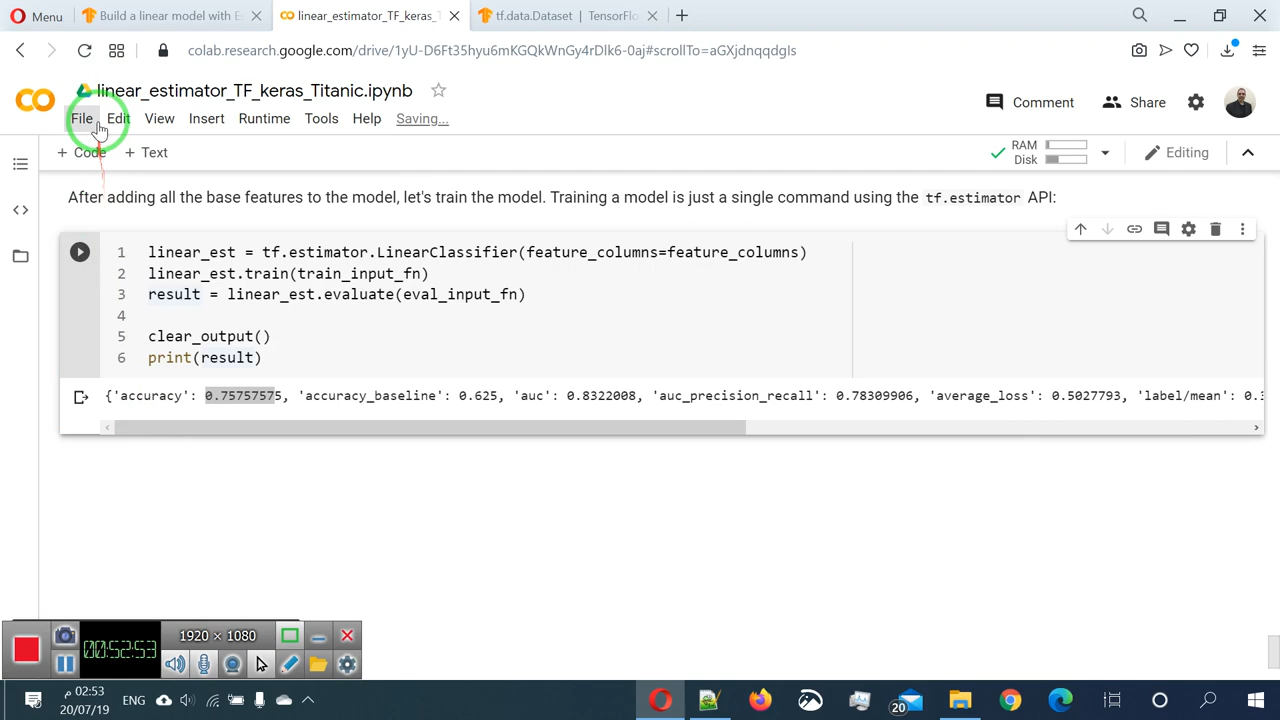 Menu
Build a linear model with Es
linear_estimator_TF_keras_T
tf.data.Dataset | TensorFlo
colab.research.google.com/drive/1yU-D6Ft35hyu6mKGQkWnGy4rDlk6-0aj#scrollTo=aGXjdnqqdgIs
linear_estimator_TF_keras_Titanic.ipynb
Comment
Share
File Edit View Insert Runtime Tools Help Saving...
+ Code + Text
RAM
Disk
Editing
After adding all the base features to the model, let's train the model. Training a model is just a single command using the tf.estimator API:
1 linear_est = tf.estimator.LinearClassifier(feature_columns=feature_columns)
2 linear_est.train(train_input_fn)
3 result = linear_est.evaluate(eval_input_fn)
4
5 clear_output()
6 print(result)
{'accuracy': 0.75757575, 'accuracy_baseline': 0.625, 'auc': 0.8322008, 'auc_precision_recall': 0.78309906, 'average_loss': 0.5027793, 'label/mean': 0.3
00:52:53
1920 × 1080
ENG
02:53 م
20/07/19
20